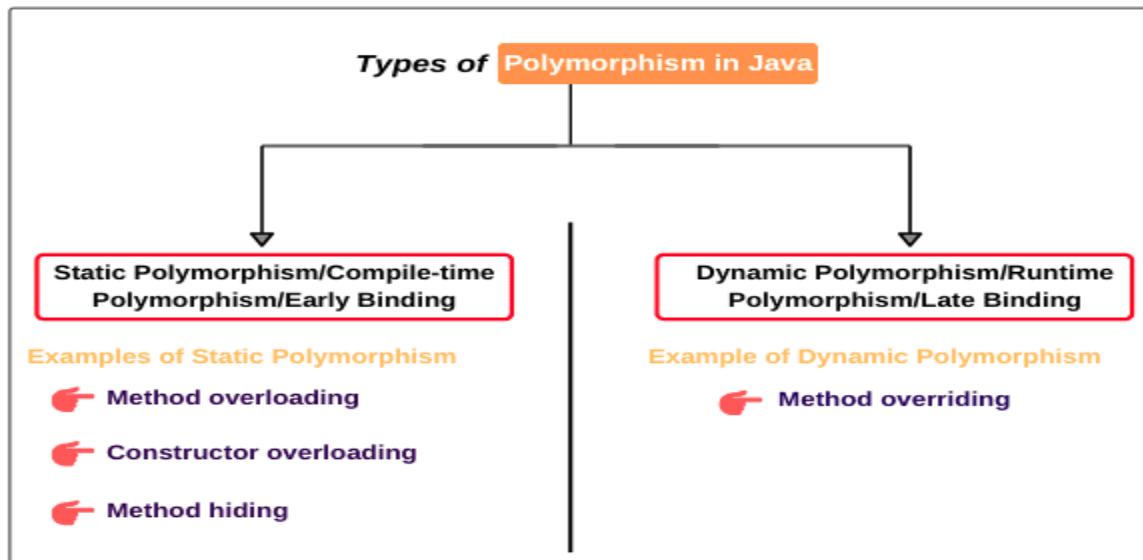 Types of Polymorphism in Java
Static Polymorphism/Compile-time
Polymorphism/Early Binding
Examples of Static Polymorphism
Method overloading
Constructor overloading
Method hiding
Dynamic Polymorphism/Runtime
Polymorphism/Late Binding
Example of Dynamic Polymorphism
Method overriding